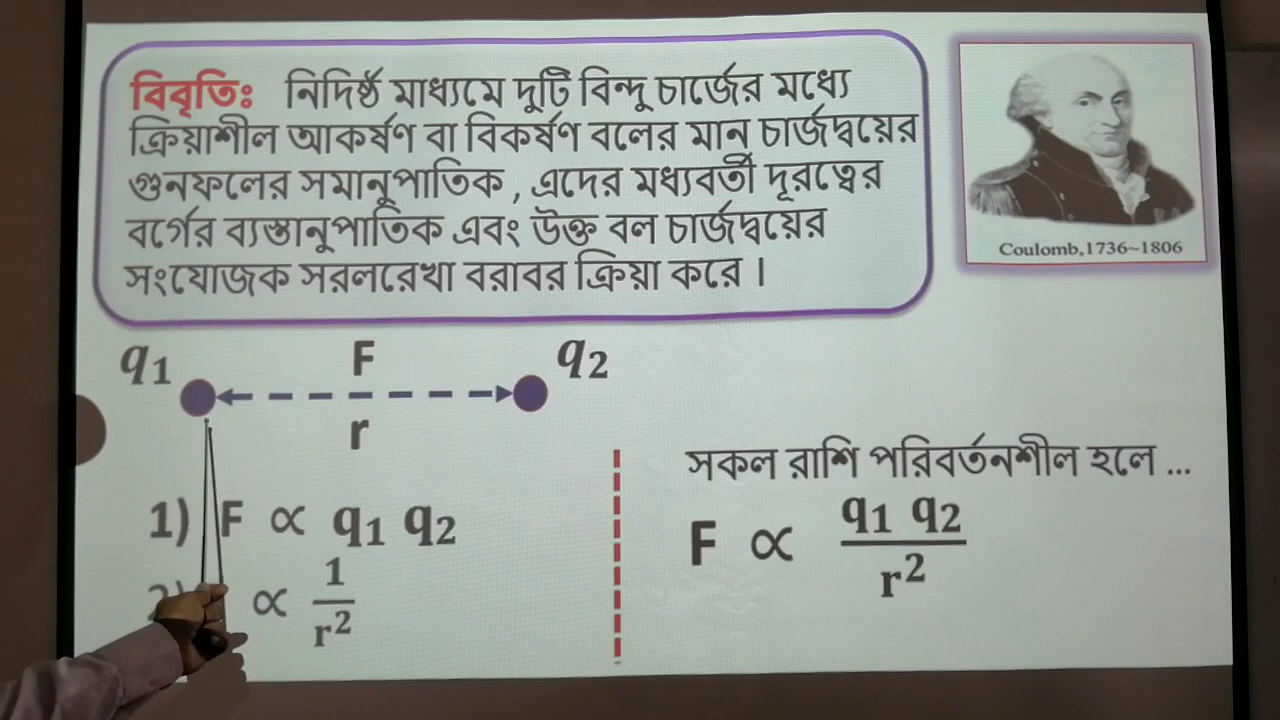 বিবৃতিঃ নিদির্ষ্ঠ মাধ্যমে দুটি বিন্দু চার্জের মধ্যে
ক্রিয়াশীল আকর্ষণ বা বিকর্ষণ বলের মান চার্জদ্বয়ের
গুনফলের সমানুপাতিক , এদের মধ্যবর্তী দূরত্বের
বর্গের ব্যস্তানুপাতিক এবং উক্ত বল চার্জদ্বয়ের
সংযোজক সরলরেখা বরাবর ক্রিয়া করে ।
Coulomb,1736~1806
q₁ F q₂
r
1) F ∝ q₁ q₂
∝ 1/r²
সকল রাশি পরিবর্তনশীল হলে ...
F ∝ q₁ q₂/r²